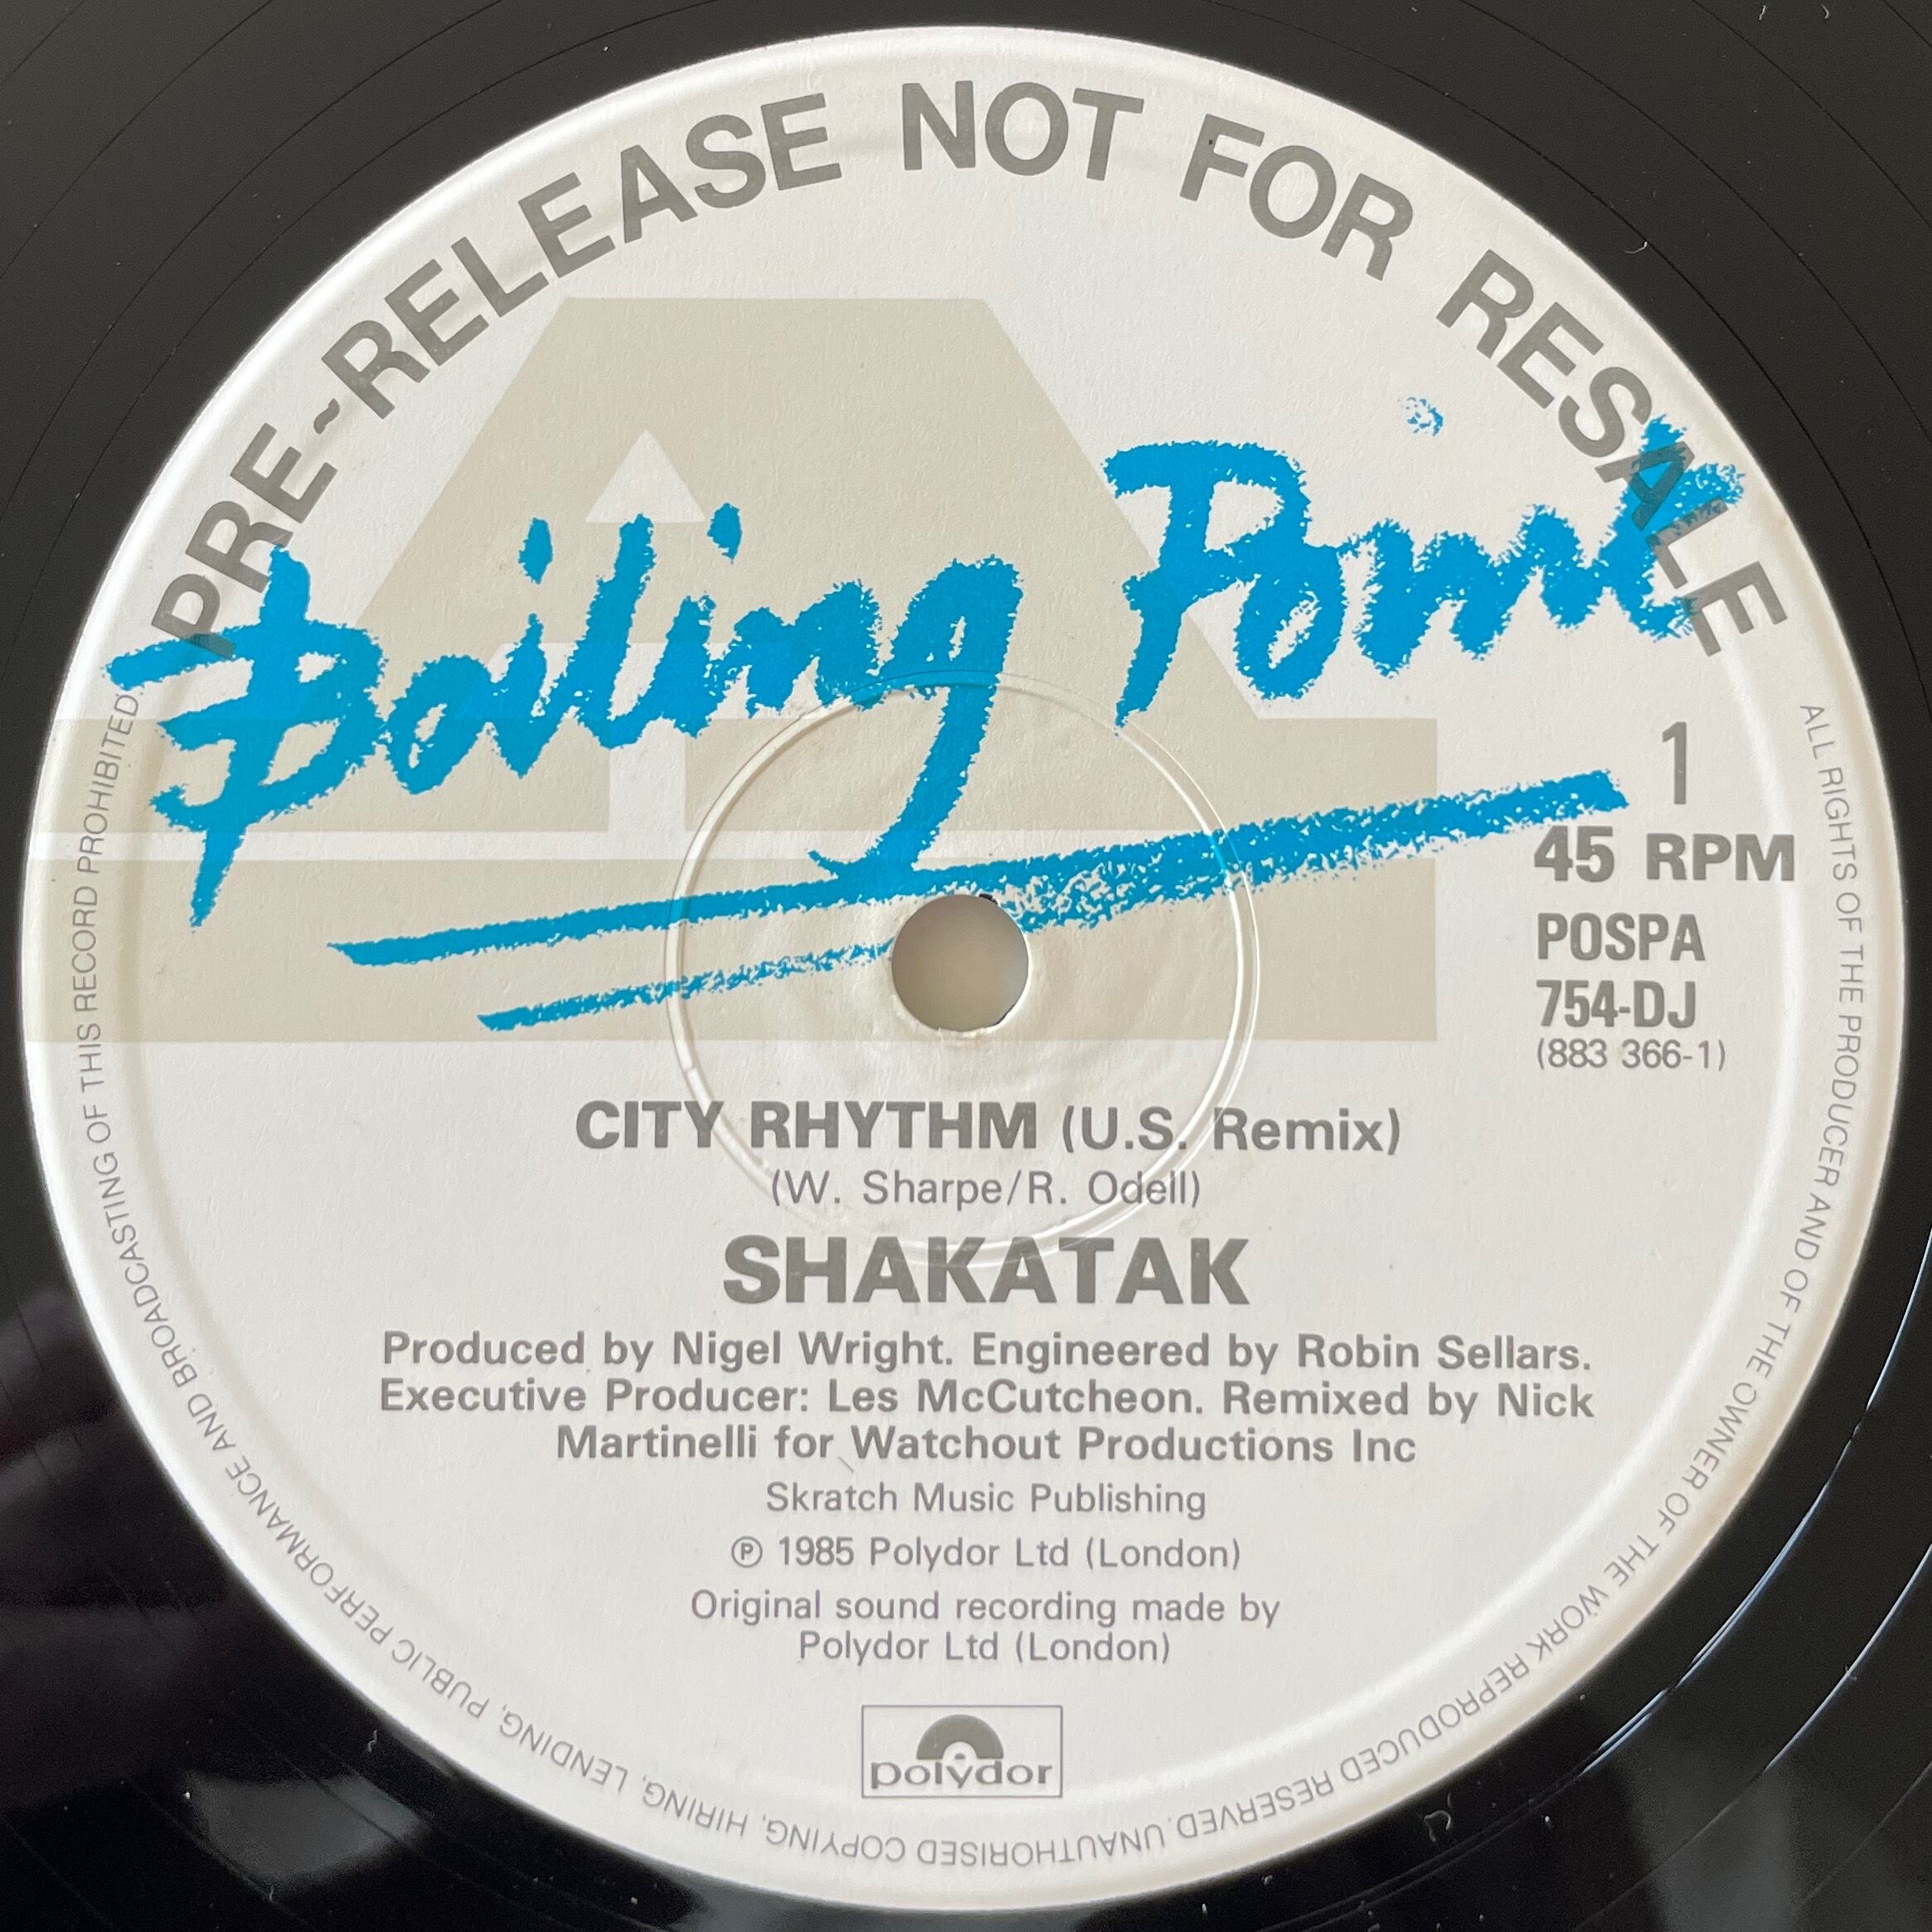 PRE~RELEASE NOT FOR RESALE
Boiling Point
1
45 RPM
POSPA
754-DJ
(883 366-1)
CITY RHYTHM (U.S. Remix)
(W. Sharpe/R. Odell)
SHAKATAK
Produced by Nigel Wright. Engineered by Robin Sellars.
Executive Producer: Les McCutcheon. Remixed by Nick
Martinelli for Watchout Productions Inc
Skratch Music Publishing
℗ 1985 Polydor Ltd (London)
Original sound recording made by
Polydor Ltd (London)
polydor
ALL RIGHTS OF THE PRODUCER AND OF THE OWNER OF THE WORK REPRODUCED RESERVED. UNAUTHORISED COPYING, HIRING, LENDING, PUBLIC PERFORMANCE AND BROADCASTING OF THIS RECORD PROHIBITED